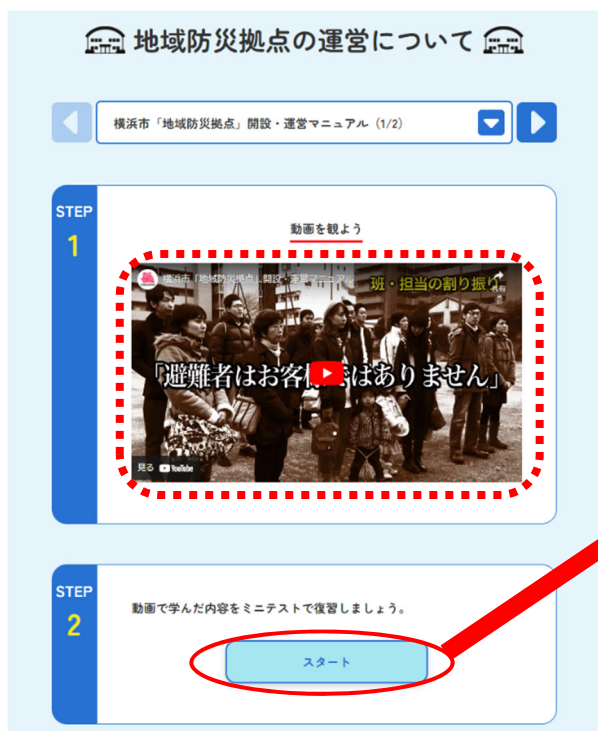 地域防災拠点の運営について
横浜市「地域防災拠点」開設・運営マニュアル（1/2）
STEP
1
動画を観よう
横浜市「地域防災拠点」開設・運営マニュアル
班・担当の割り振り
共有
「避難者はお客様ではありません」
見る YouTube
STEP
2
動画で学んだ内容をミニテストで復習しましょう。
スタート